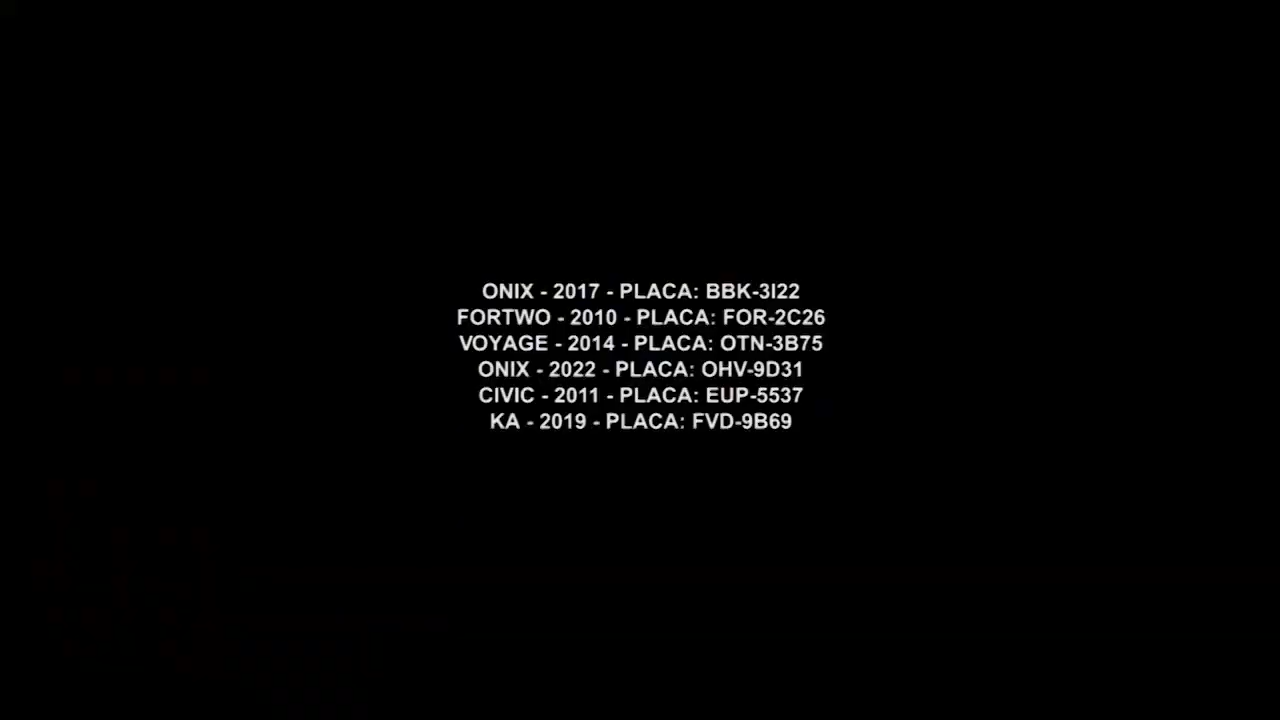 ONIX - 2017 - PLACA: BBK-3I22
FORTWO - 2010 - PLACA: FOR-2C26
VOYAGE - 2014 - PLACA: OTN-3B75
ONIX - 2022 - PLACA: OHV-9D31
CIVIC - 2011 - PLACA: EUP-5537
KA - 2019 - PLACA: FVD-9B69